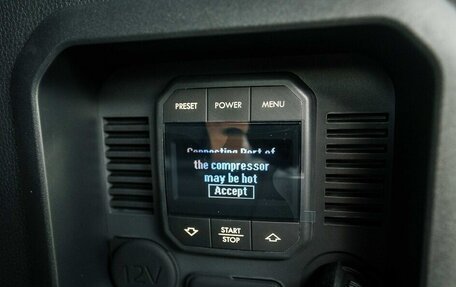 PRESET POWER MENU
Connecting Port of
the compressor
may be hot
Accept
START
STOP
12V